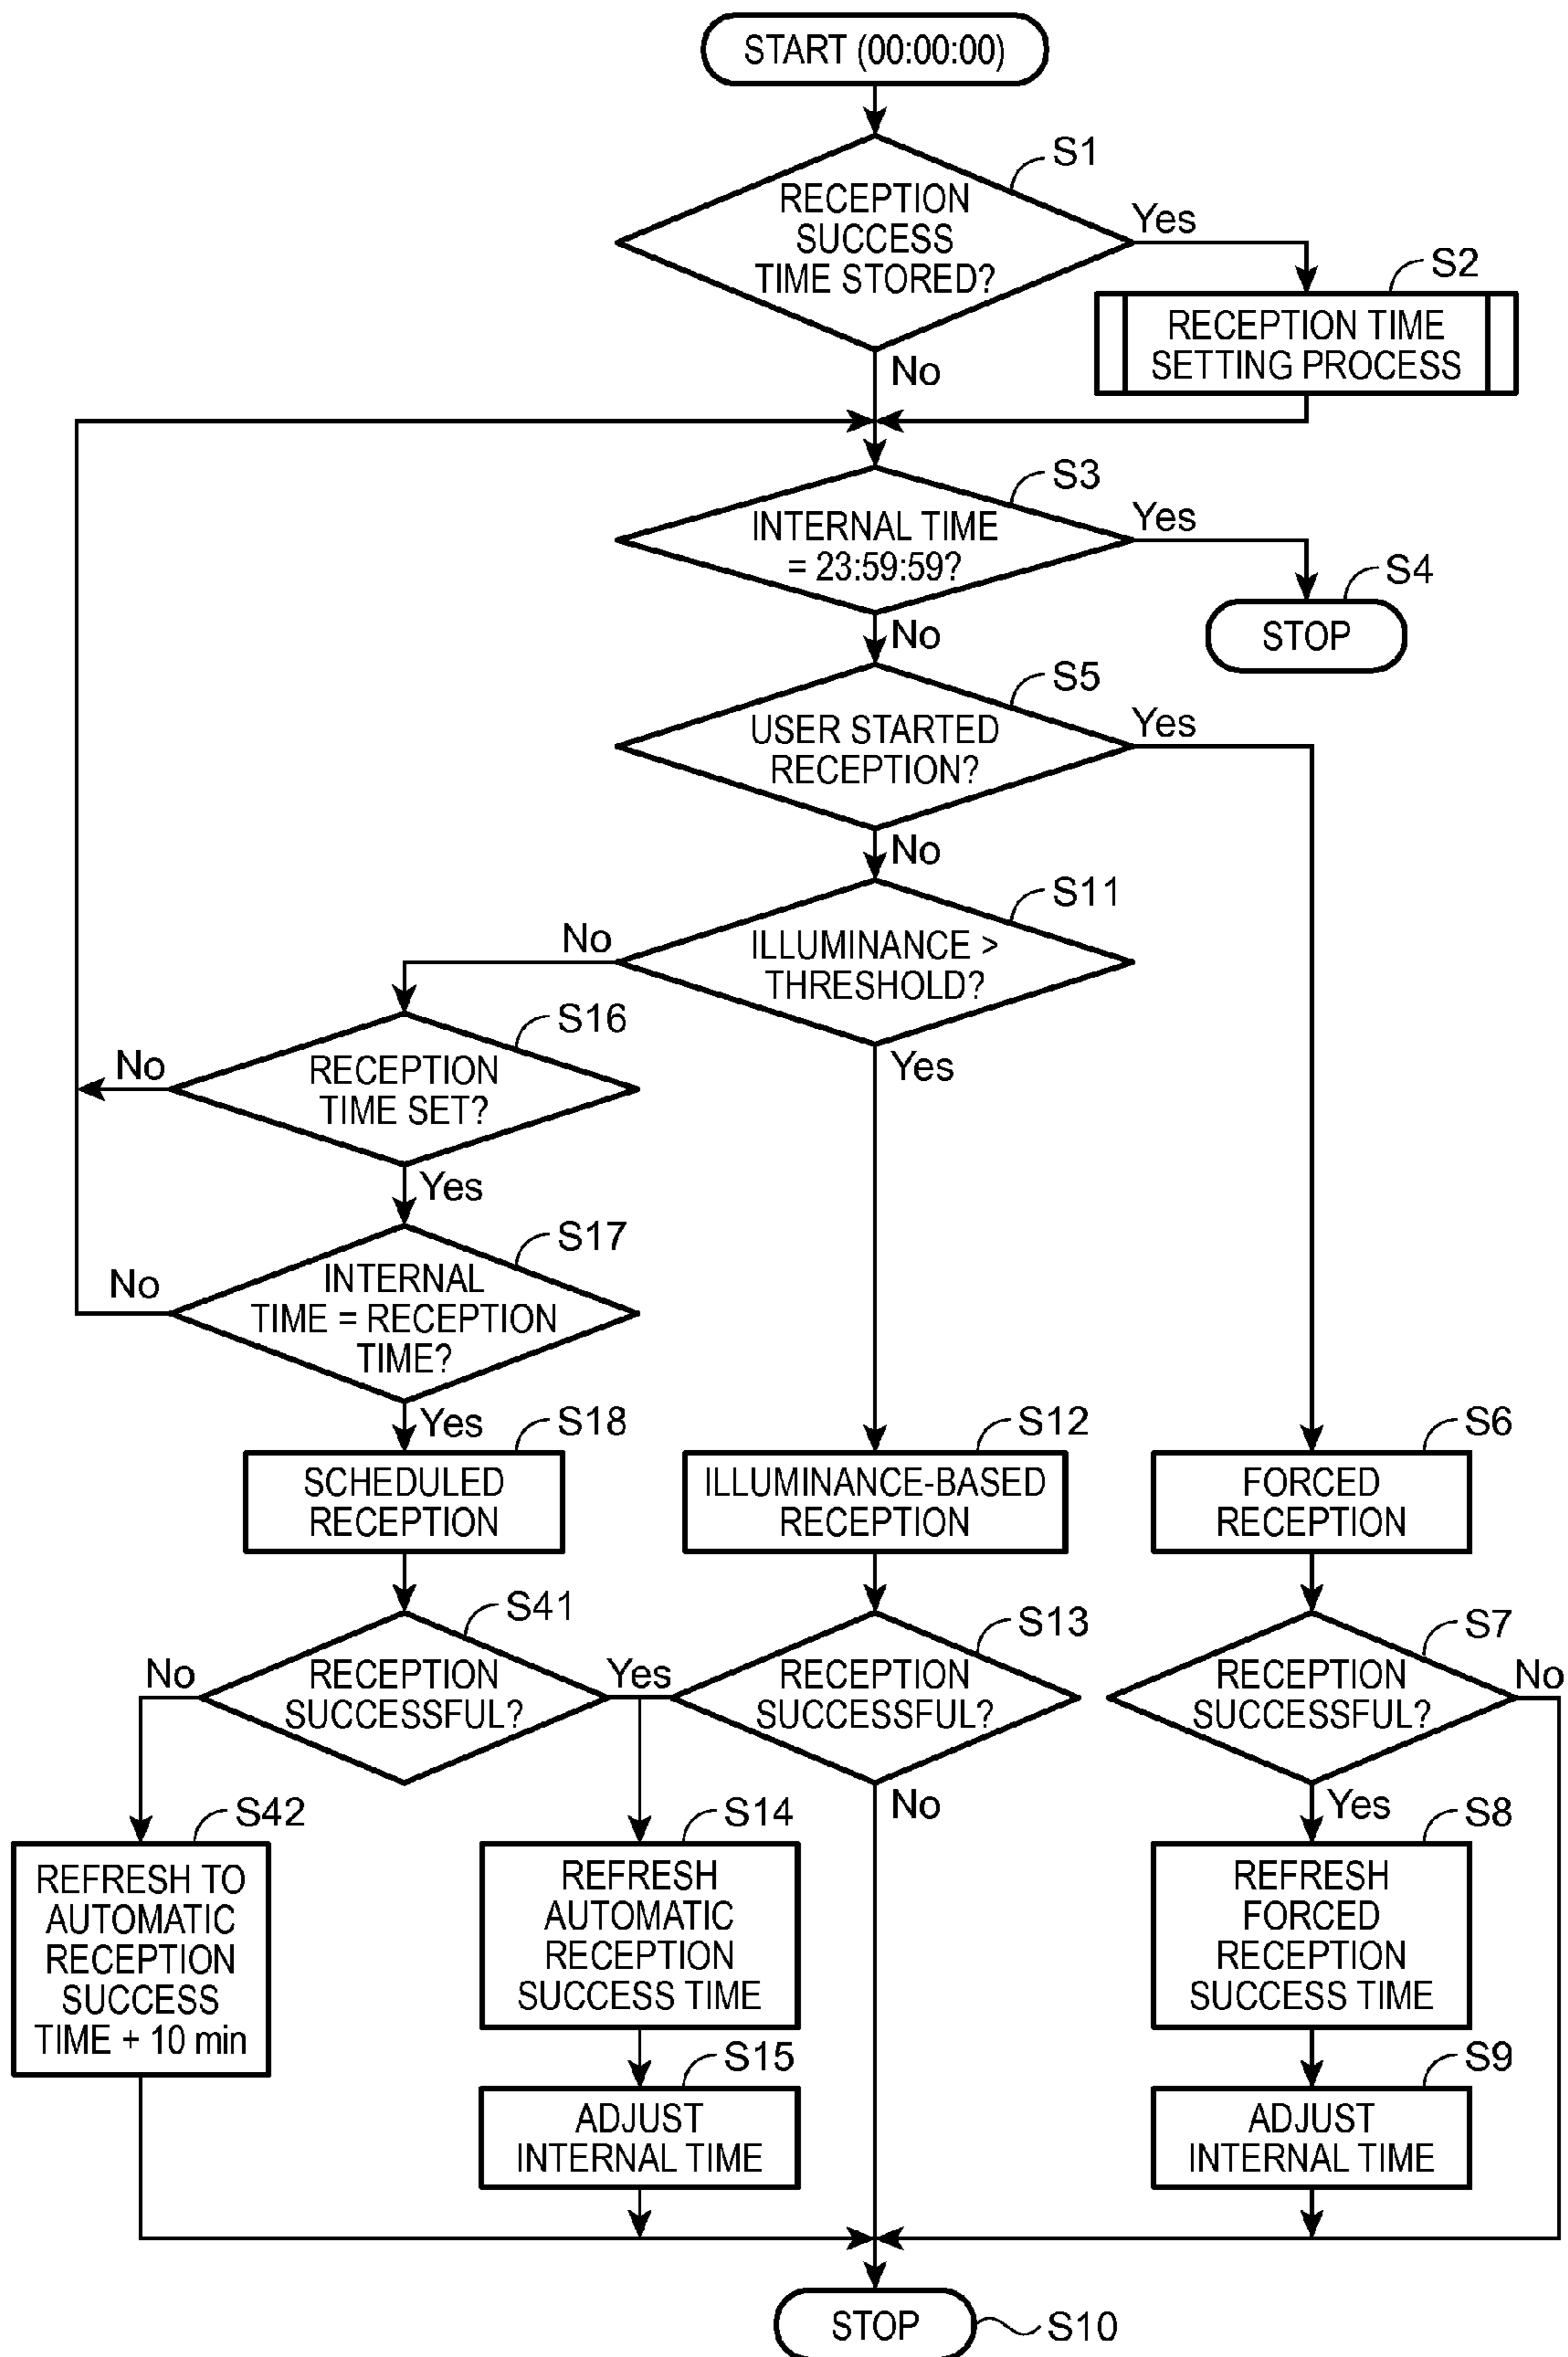 START (00:00:00)
S1
RECEPTION
SUCCESS
TIME STORED?
Yes
S2
RECEPTION TIME
SETTING PROCESS
No
S3
INTERNAL TIME
= 23:59:59?
Yes
S4
STOP
No
S5
USER STARTED
RECEPTION?
Yes
No
S11
ILLUMINANCE >
THRESHOLD?
No
Yes
S16
RECEPTION
TIME SET?
No
Yes
S17
INTERNAL
TIME = RECEPTION
TIME?
No
Yes
S18
SCHEDULED
RECEPTION
S12
ILLUMINANCE-BASED
RECEPTION
S6
FORCED
RECEPTION
S41
RECEPTION
SUCCESSFUL?
No
Yes
S13
RECEPTION
SUCCESSFUL?
No
S7
RECEPTION
SUCCESSFUL?
No
Yes
S42
REFRESH TO
AUTOMATIC
RECEPTION
SUCCESS
TIME + 10 min
S14
REFRESH
AUTOMATIC
RECEPTION
SUCCESS TIME
S8
REFRESH
FORCED
RECEPTION
SUCCESS TIME
S15
ADJUST
INTERNAL TIME
S9
ADJUST
INTERNAL TIME
STOP
S10